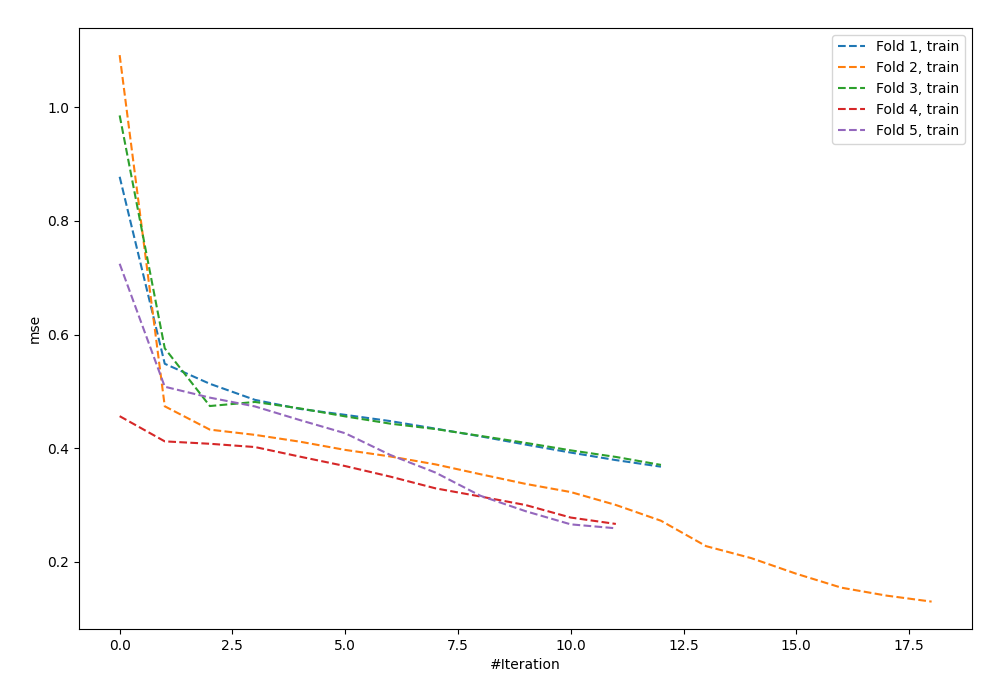 Fold 1, train
Fold 2, train
Fold 3, train
Fold 4, train
Fold 5, train
1.0
0.8
0.6
0.4
0.2
mse
0.0 2.5 5.0 7.5 10.0 12.5 15.0 17.5
#Iteration